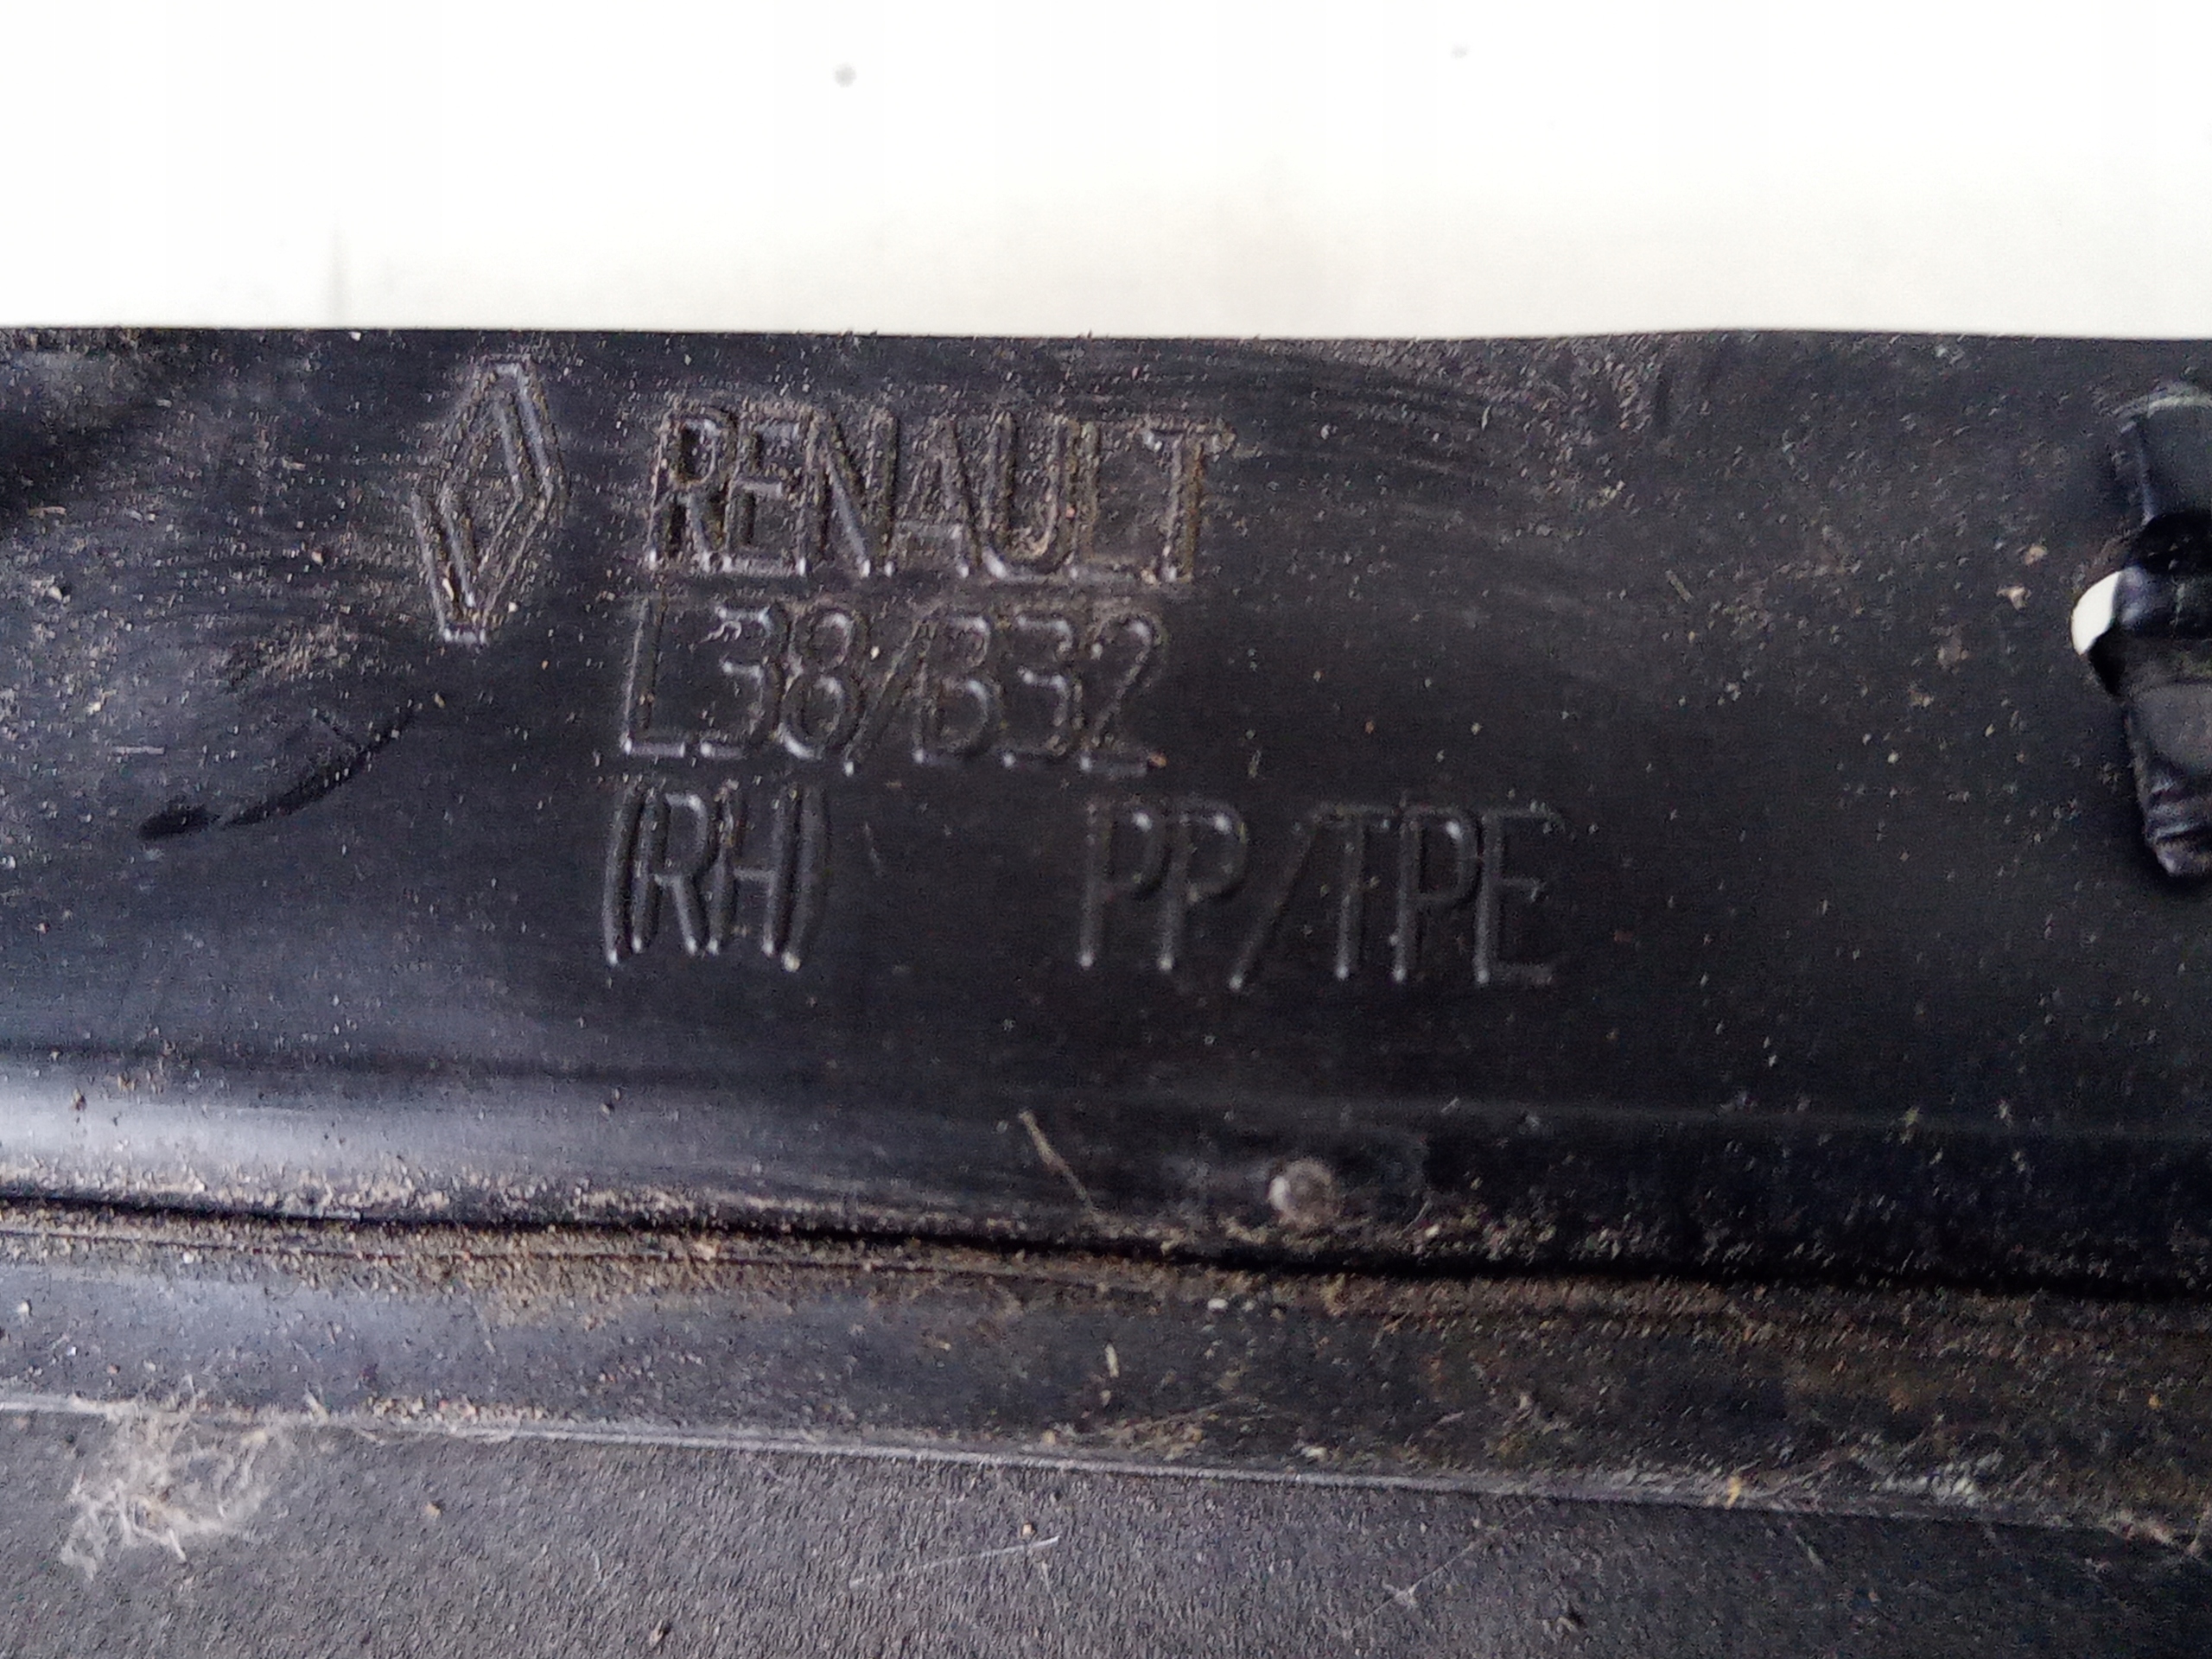 RENAULT
L38/B32
(RH) PP/TPE